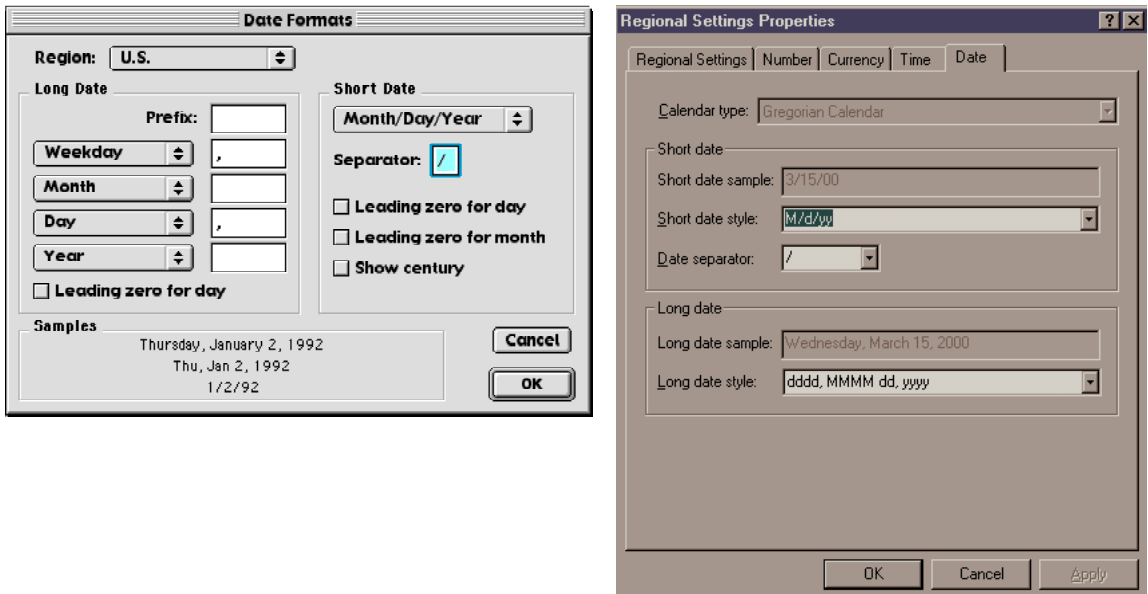 Date Formats
Region: U.S.
Long Date
Prefix:
Weekday ,
Month
Day ,
Year
Leading zero for day
Short Date
Month/Day/Year
Separator: /
Leading zero for day
Leading zero for month
Show century
Samples
Thursday, January 2, 1992
Thu, Jan 2, 1992
1/2/92
Cancel
OK
Regional Settings Properties
Regional Settings Number Currency Time Date
Calendar type: Gregorian Calendar
Short date
Short date sample: 3/15/00
Short date style: M/d/yy
Date separator: /
Long date
Long date sample: Wednesday, March 15, 2000
Long date style: dddd, MMMM dd, yyyy
OK Cancel Apply